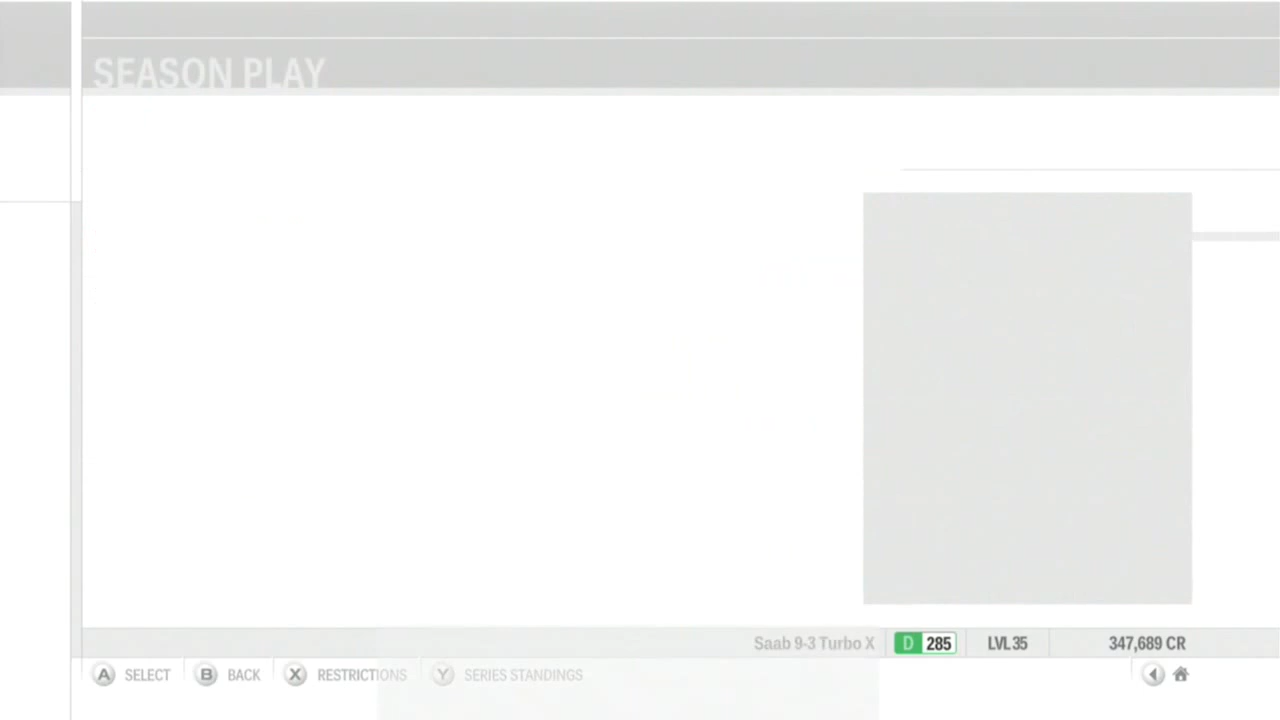 SEASON PLAY
Saab 9-3 Turbo X D 285 LVL 35 347,689 CR
A SELECT B BACK X RESTRICTIONS Y SERIES STANDINGS